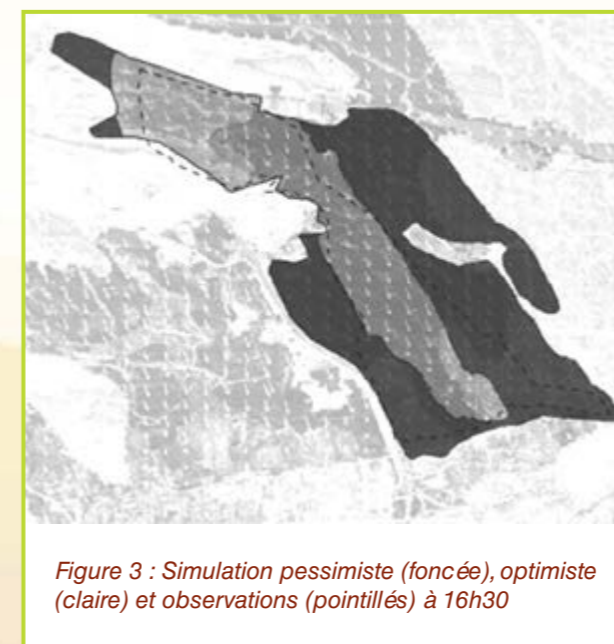 Figure 3 : Simulation pessimiste (foncée), optimiste
(claire) et observations (pointillés) à 16h30